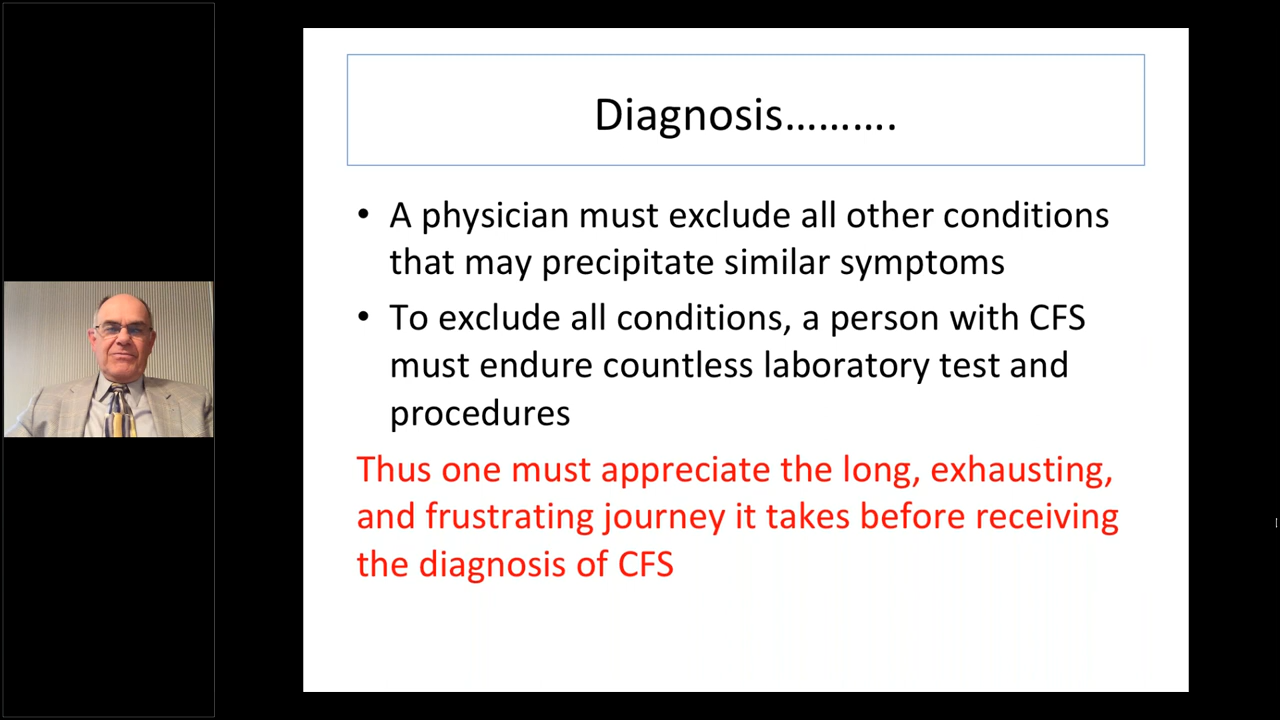 Diagnosis……….
• A physician must exclude all other conditions
that may precipitate similar symptoms
• To exclude all conditions, a person with CFS
must endure countless laboratory test and
procedures
Thus one must appreciate the long, exhausting,
and frustrating journey it takes before receiving
the diagnosis of CFS